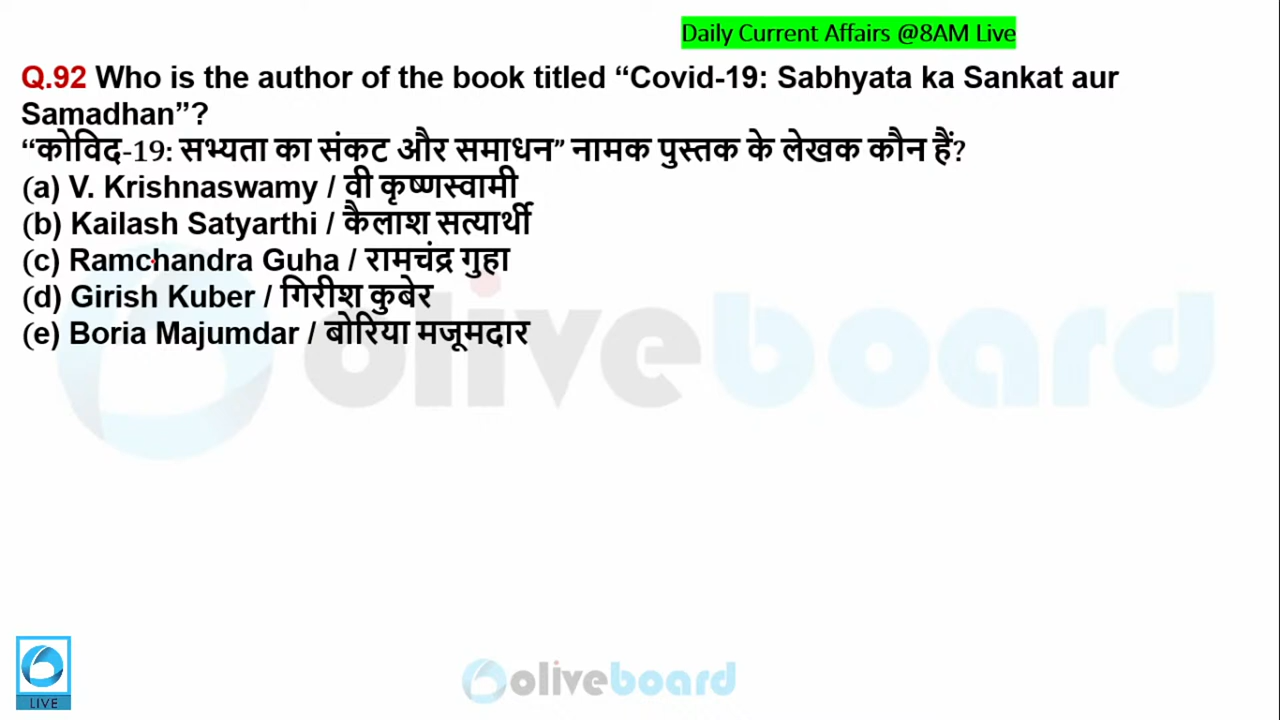 Daily Current Affairs @8AM Live
Q.92 Who is the author of the book titled “Covid-19: Sabhyata ka Sankat aur
Samadhan”?
“कोविद-19: सभ्यता का संकट और समाधन” नामक पुस्तक के लेखक कौन हैं?
(a) V. Krishnaswamy / वी कृष्णस्वामी
(b) Kailash Satyarthi / कैलाश सत्यार्थी
(c) Ramchandra Guha / रामचंद्र गुहा
(d) Girish Kuber / गिरीश कुबेर
(e) Boria Majumdar / बोरिया मजूमदार
oliveboard
LIVE
oliveboard